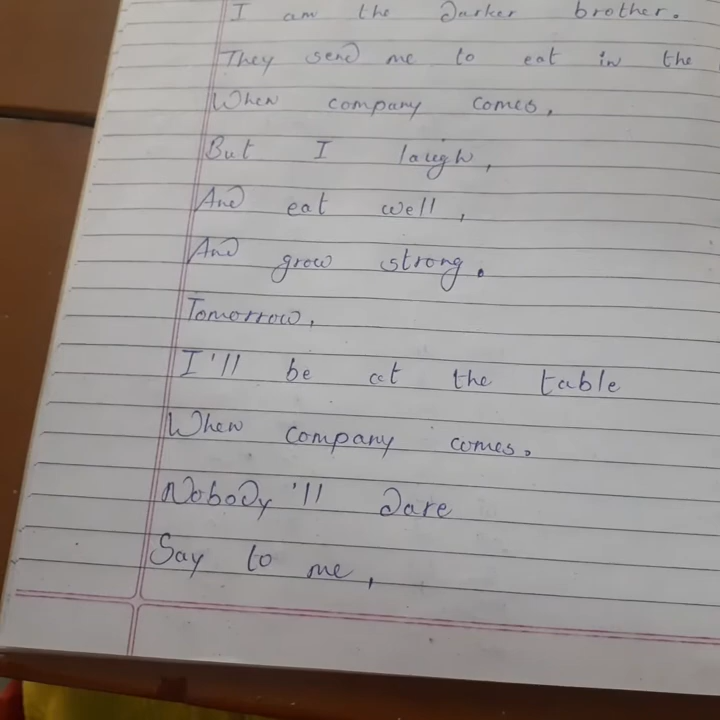 I am the darker brother.
They send me to eat in the
When company comes,
But I laugh,
And eat well,
And grow strong.
Tomorrow,
I'll be at the table
When company comes.
Nobody'll dare
Say to me,